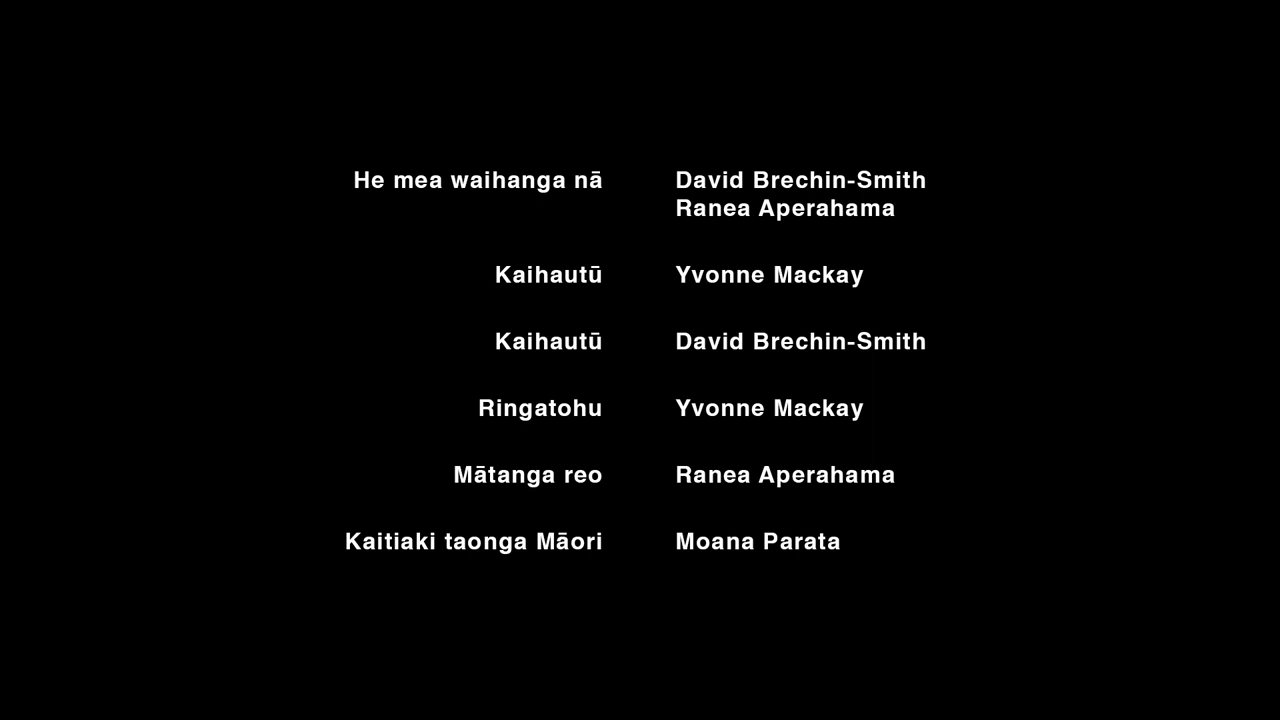 He mea waihanga nā David Brechin-Smith
Ranea Aperahama
Kaihautū Yvonne Mackay
Kaihautū David Brechin-Smith
Ringatohu Yvonne Mackay
Mātanga reo Ranea Aperahama
Kaitiaki taonga Māori Moana Parata